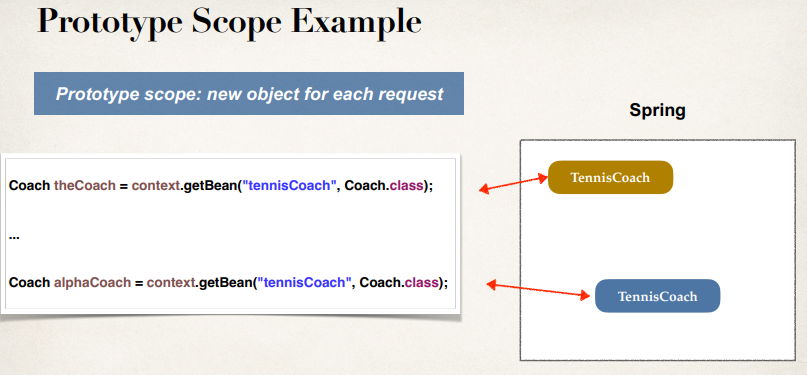 Prototype Scope Example
Prototype scope: new object for each request
Spring
Coach theCoach = context.getBean("tennisCoach", Coach.class);
TennisCoach
...
Coach alphaCoach = context.getBean("tennisCoach", Coach.class);
TennisCoach